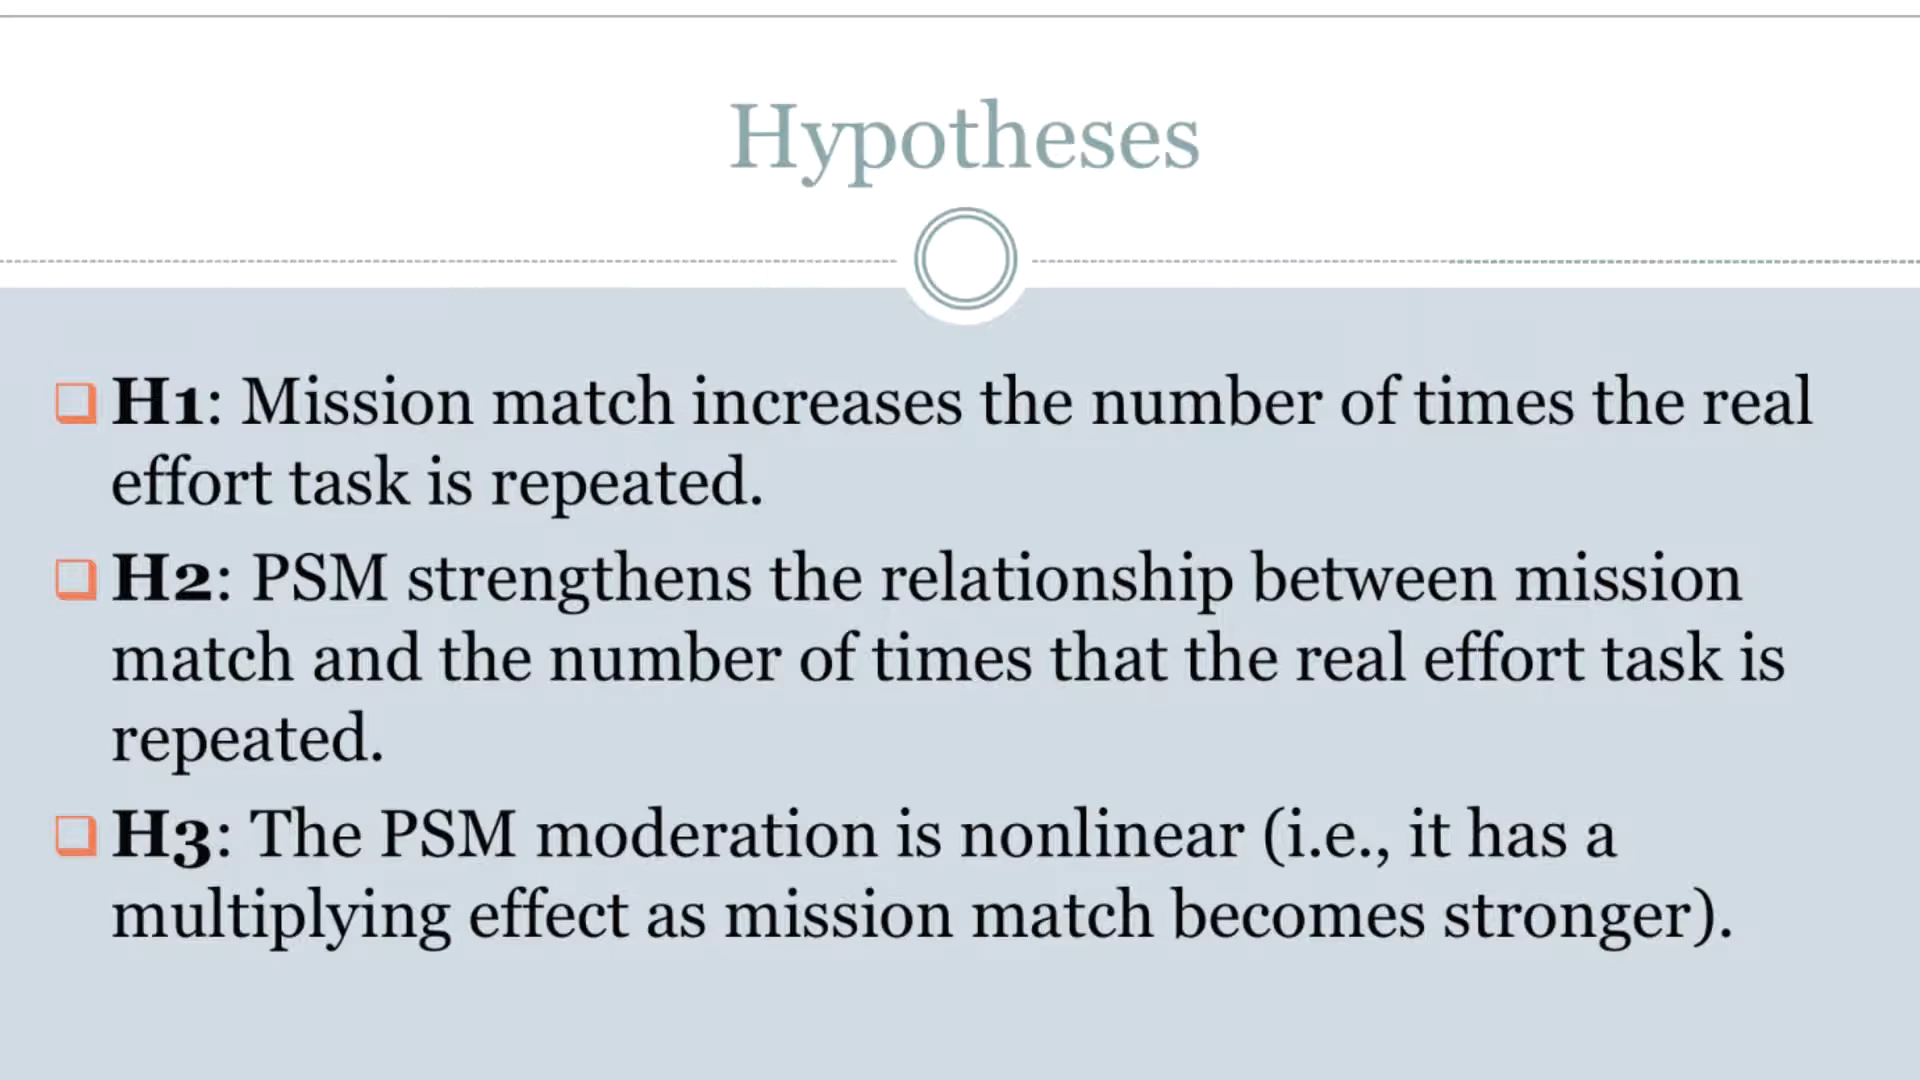 Hypotheses
H1: Mission match increases the number of times the real
effort task is repeated.
H2: PSM strengthens the relationship between mission
match and the number of times that the real effort task is
repeated.
H3: The PSM moderation is nonlinear (i.e., it has a
multiplying effect as mission match becomes stronger).